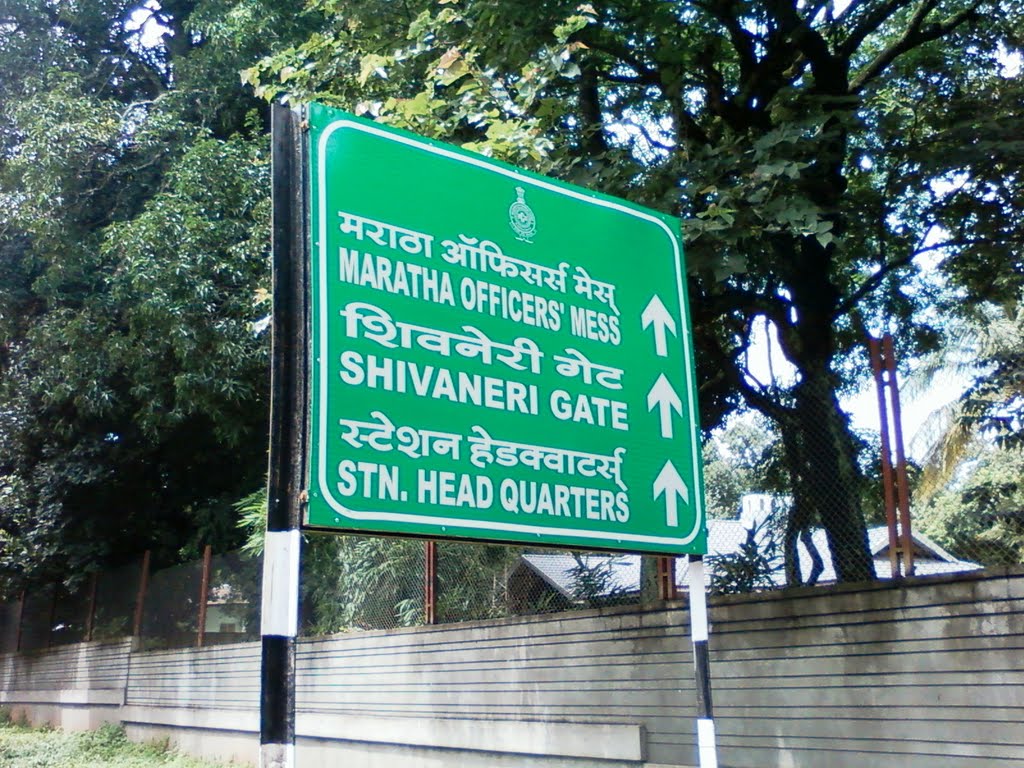 मराठा ऑफिसर्स मेस्
MARATHA OFFICERS' MESS
शिवनेरी गेट
SHIVANERI GATE
स्टेशन हेडक्वाटर्स्
STN. HEAD QUARTERS